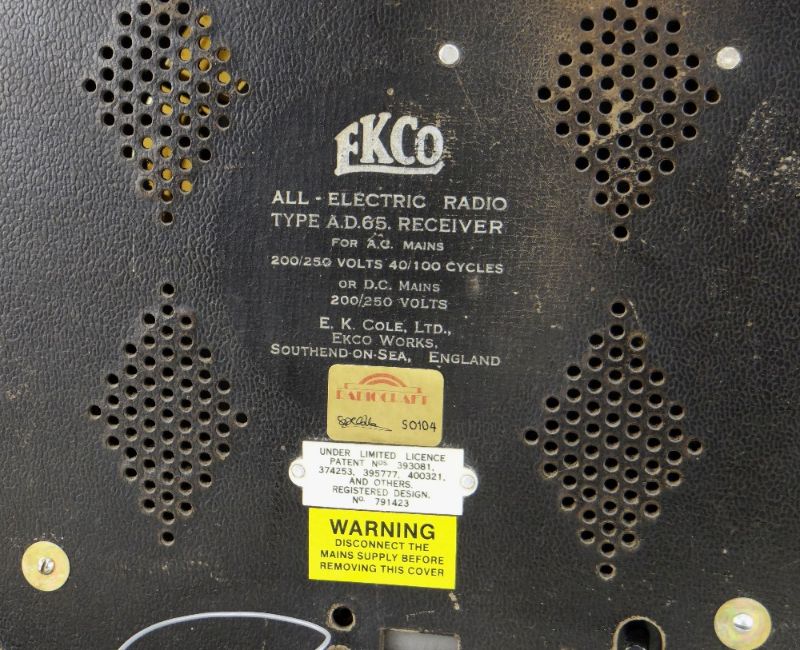 EKCO
ALL - ELECTRIC RADIO
TYPE A.D.65. RECEIVER
FOR A.C. MAINS
200/250 VOLTS 40/100 CYCLES
OR D.C. MAINS
200/250 VOLTS
E. K. COLE, LTD.,
EKCO WORKS,
SOUTHEND-ON-SEA, ENGLAND
RADIOCRAFT
S0104
UNDER LIMITED LICENCE
PATENT Nos. 393081,
374253, 395777, 400321,
AND OTHERS.
REGISTERED DESIGN.
No. 791423
WARNING
DISCONNECT THE
MAINS SUPPLY BEFORE
REMOVING THIS COVER